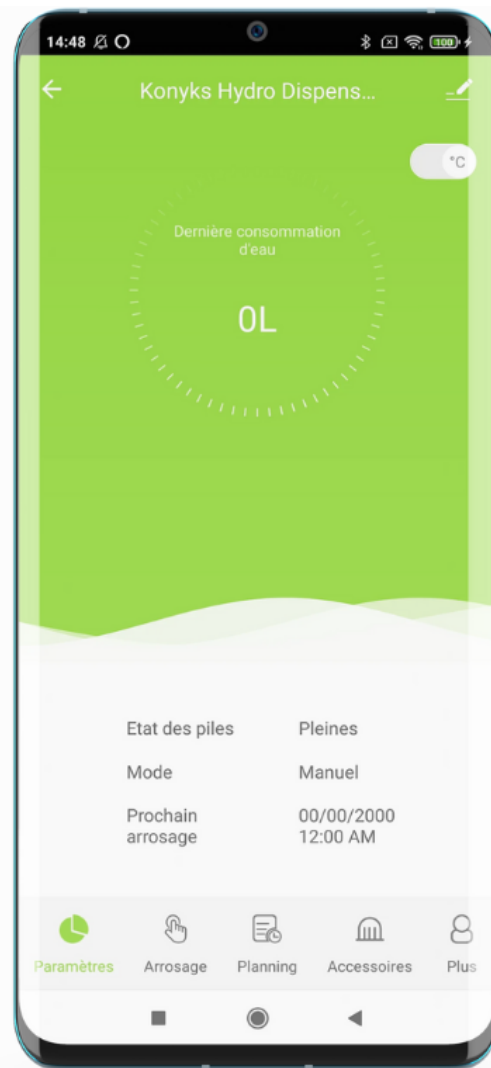 14:48
100
Konyks Hydro Dispens...
°C
Dernière consommation
d'eau
0L
Etat des piles Pleines
Mode Manuel
Prochain 00/00/2000
arrosage 12:00 AM
Paramètres Arrosage Planning Accessoires Plus